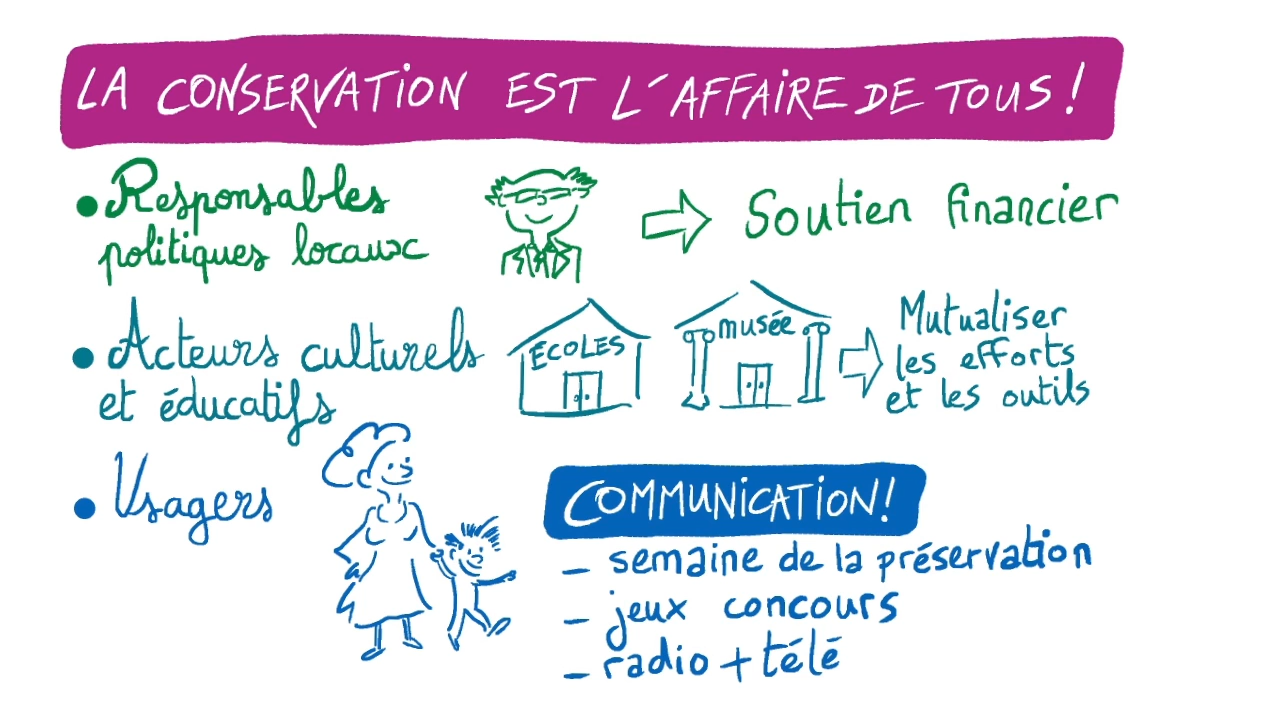 LA CONSERVATION EST L'AFFAIRE DE TOUS !
• Responsables
politiques locaux
Soutien financier
• Acteurs culturels
et éducatifs
ÉCOLES
musée
Mutualiser
les efforts
et les outils
• Usagers
COMMUNICATION!
– semaine de la préservation
– jeux concours
– radio + télé